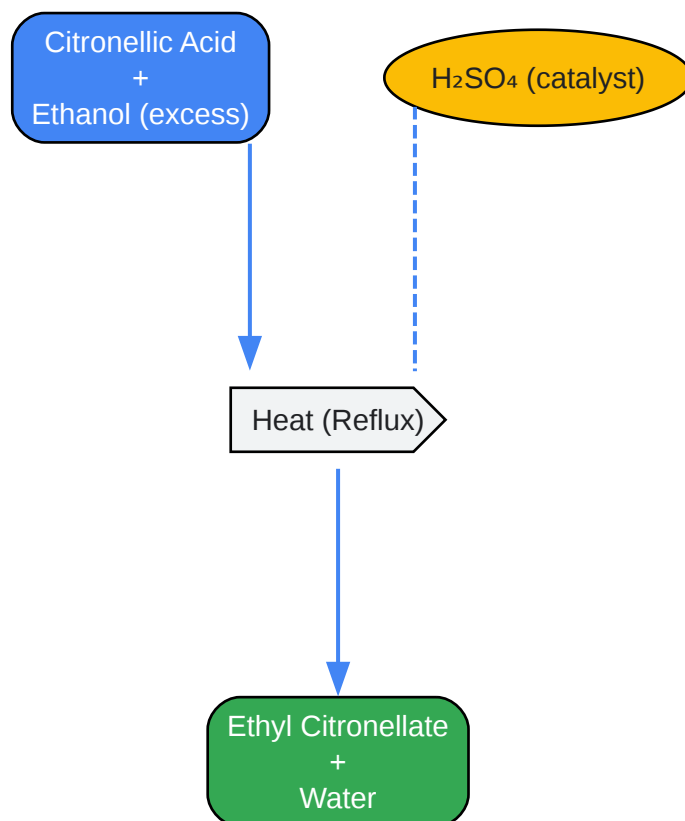 Citronellic Acid
+
Ethanol (excess)
H₂SO₄ (catalyst)
Heat (Reflux)
Ethyl Citronellate
+
Water